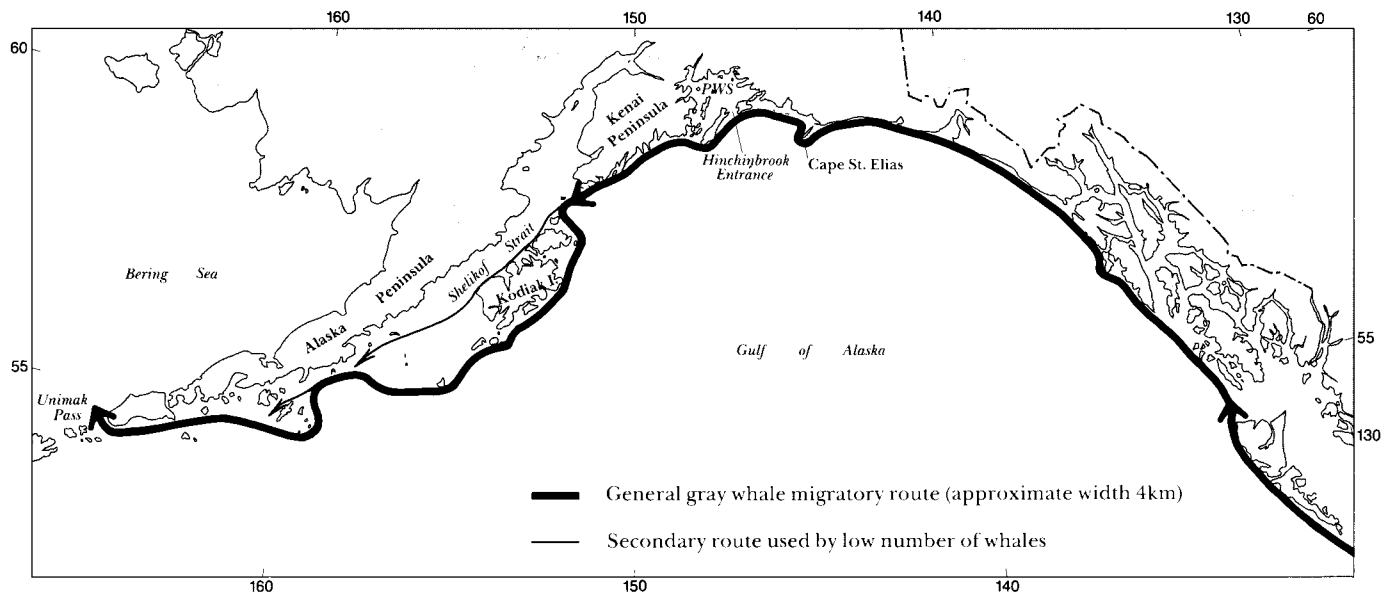 160
150
140
130
60
60
PWS
Kenai
Peninsula
Hinchinbrook
Entrance
Cape St. Elias
Bering Sea
Shelikof Strait
Alaska Peninsula
Kodiak I.
Gulf of Alaska
55
55
Unimak
Pass
130
General gray whale migratory route (approximate width 4km)
Secondary route used by low number of whales
160
150
140